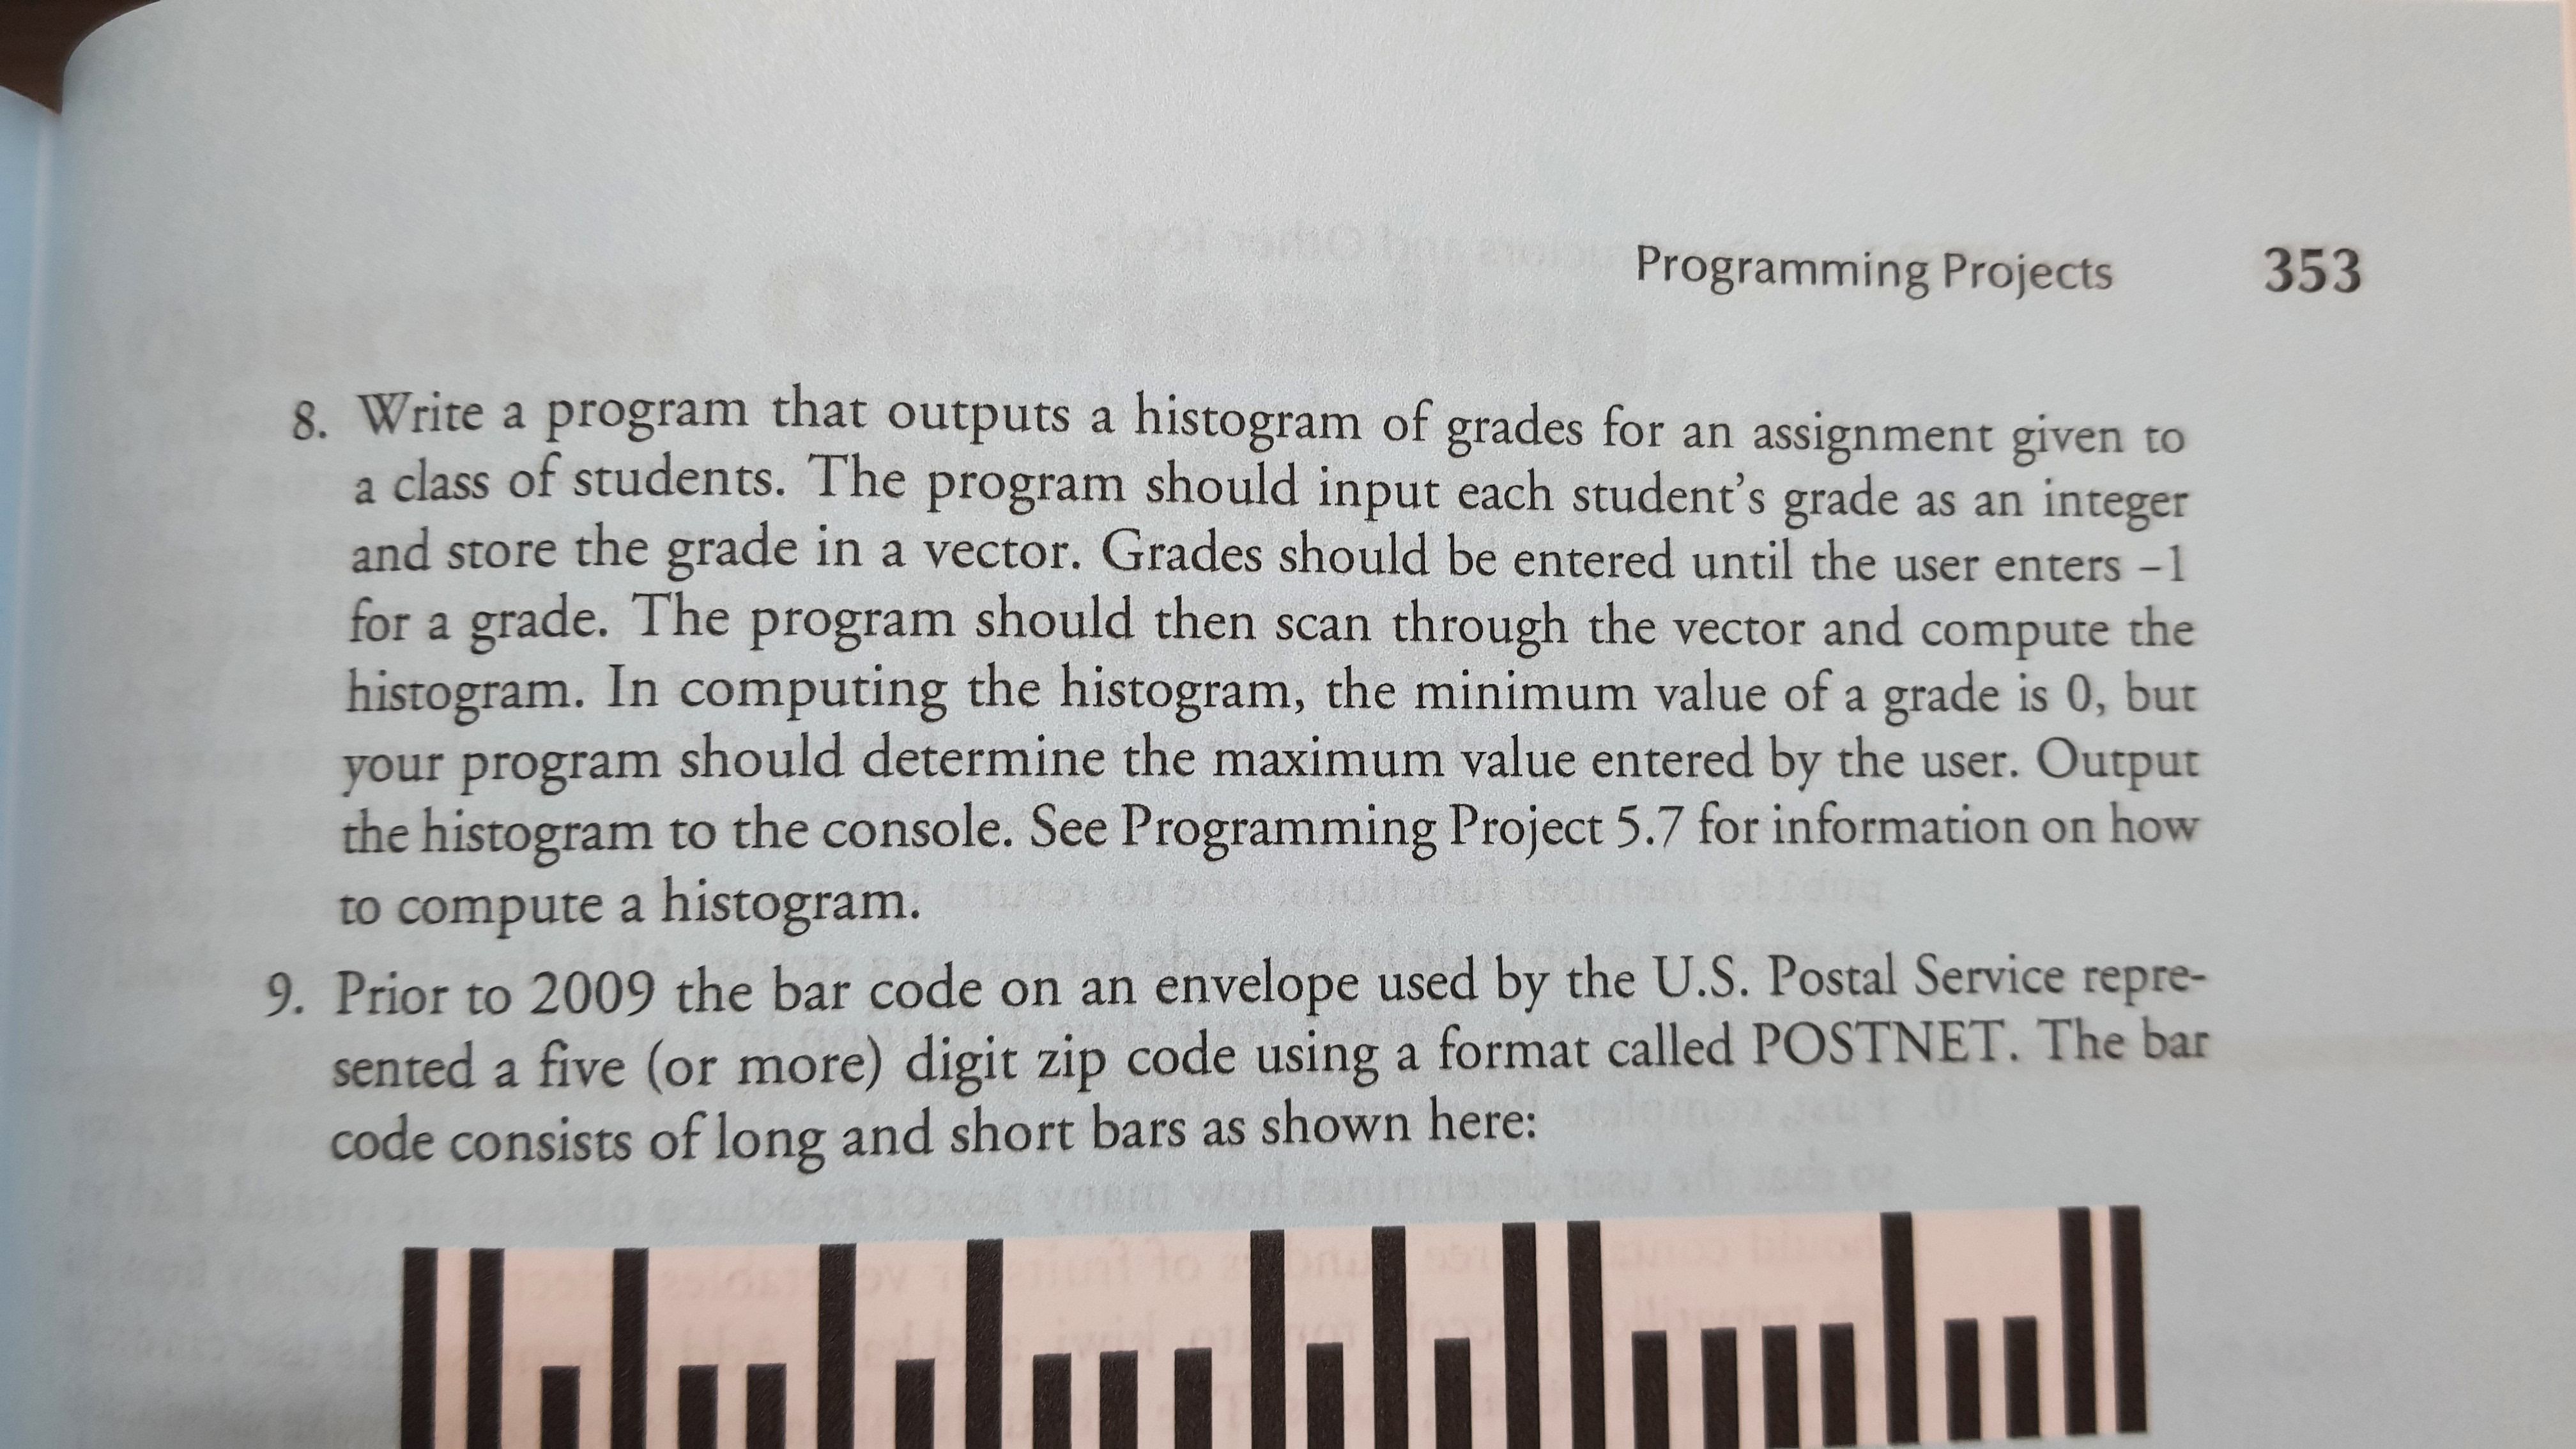 Programming Projects 353
8. Write a program that outputs a histogram of grades for an assignment given to
a class of students. The program should input each student's grade as an integer
and store the grade in a vector. Grades should be entered until the user enters –1
for a grade. The program should then scan through the vector and compute the
histogram. In computing the histogram, the minimum value of a grade is 0, but
your program should determine the maximum value entered by the user. Output
the histogram to the console. See Programming Project 5.7 for information on how
to compute a histogram.
9. Prior to 2009 the bar code on an envelope used by the U.S. Postal Service repre-
sented a five (or more) digit zip code using a format called POSTNET. The bar
code consists of long and short bars as shown here: